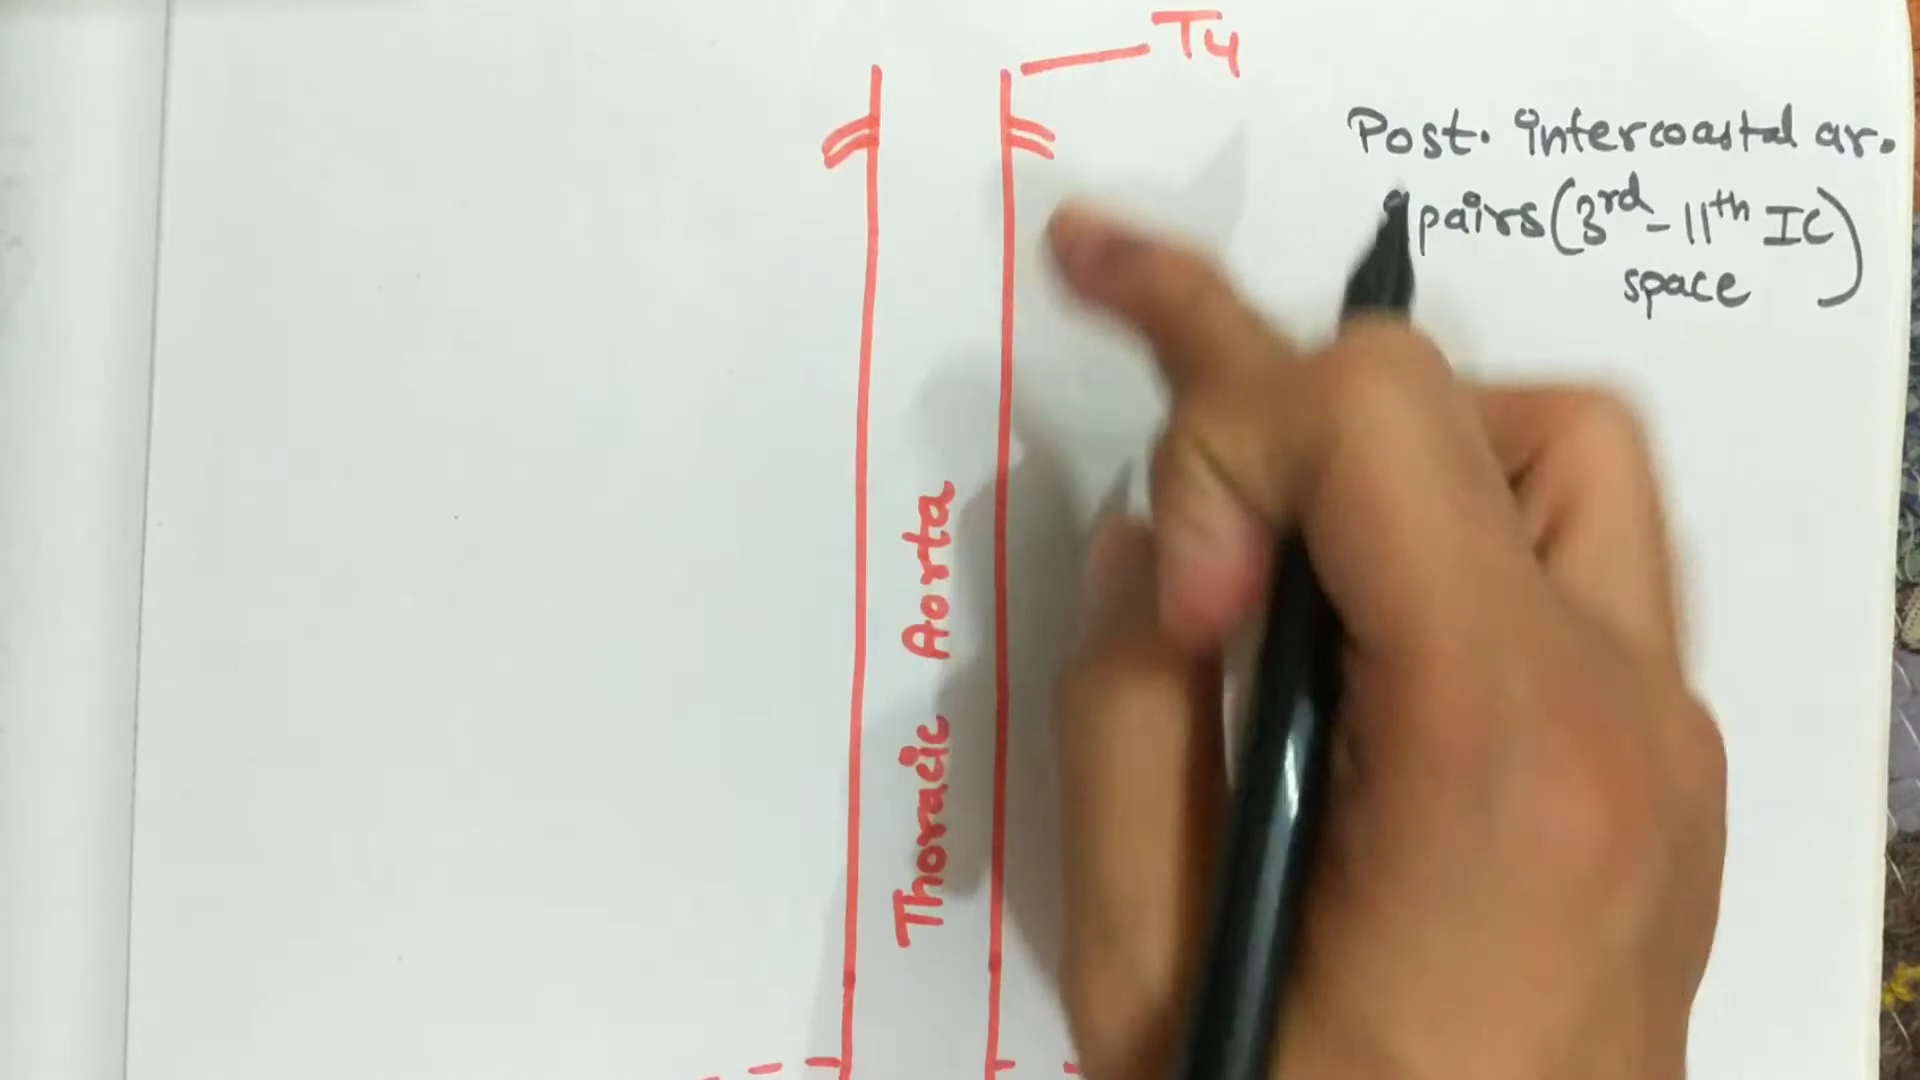 T4
Post. intercoastal ar.
pairs (3rd - 11th IC
space)
Thoracic Aorta